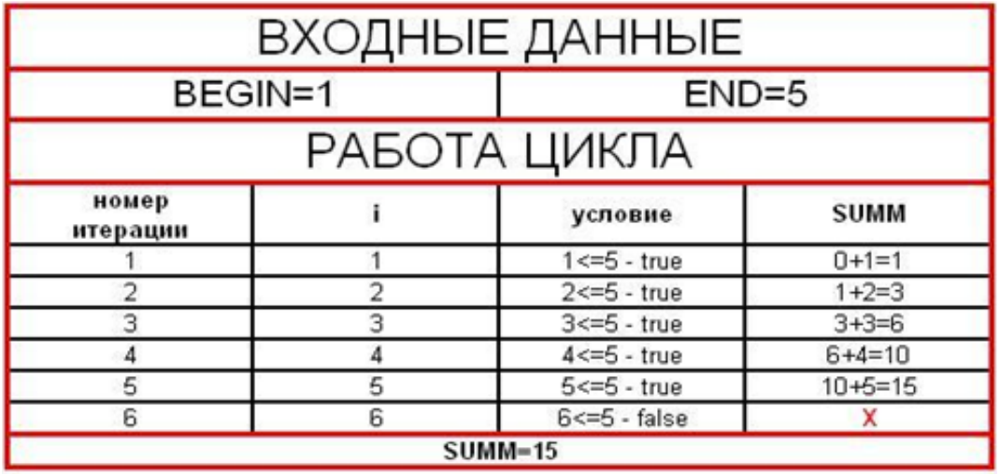 ВХОДНЫЕ ДАННЫЕ
BEGIN=1 END=5
РАБОТА ЦИКЛА
номер итерации i условие SUMM
1 1 1<=5 - true 0+1=1
2 2 2<=5 - true 1+2=3
3 3 3<=5 - true 3+3=6
4 4 4<=5 - true 6+4=10
5 5 5<=5 - true 10+5=15
6 6 6<=5 - false X
SUMM=15